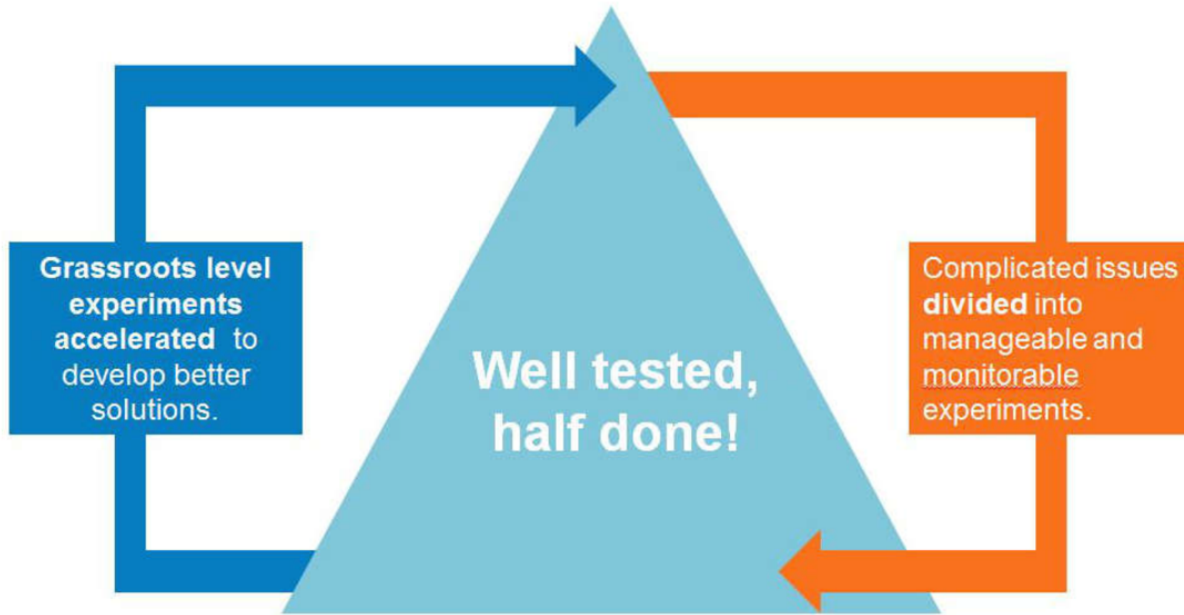 Grassroots level
experiments
accelerated to
develop better
solutions.
Well tested,
half done!
Complicated issues
divided into
manageable and
monitorable
experiments.